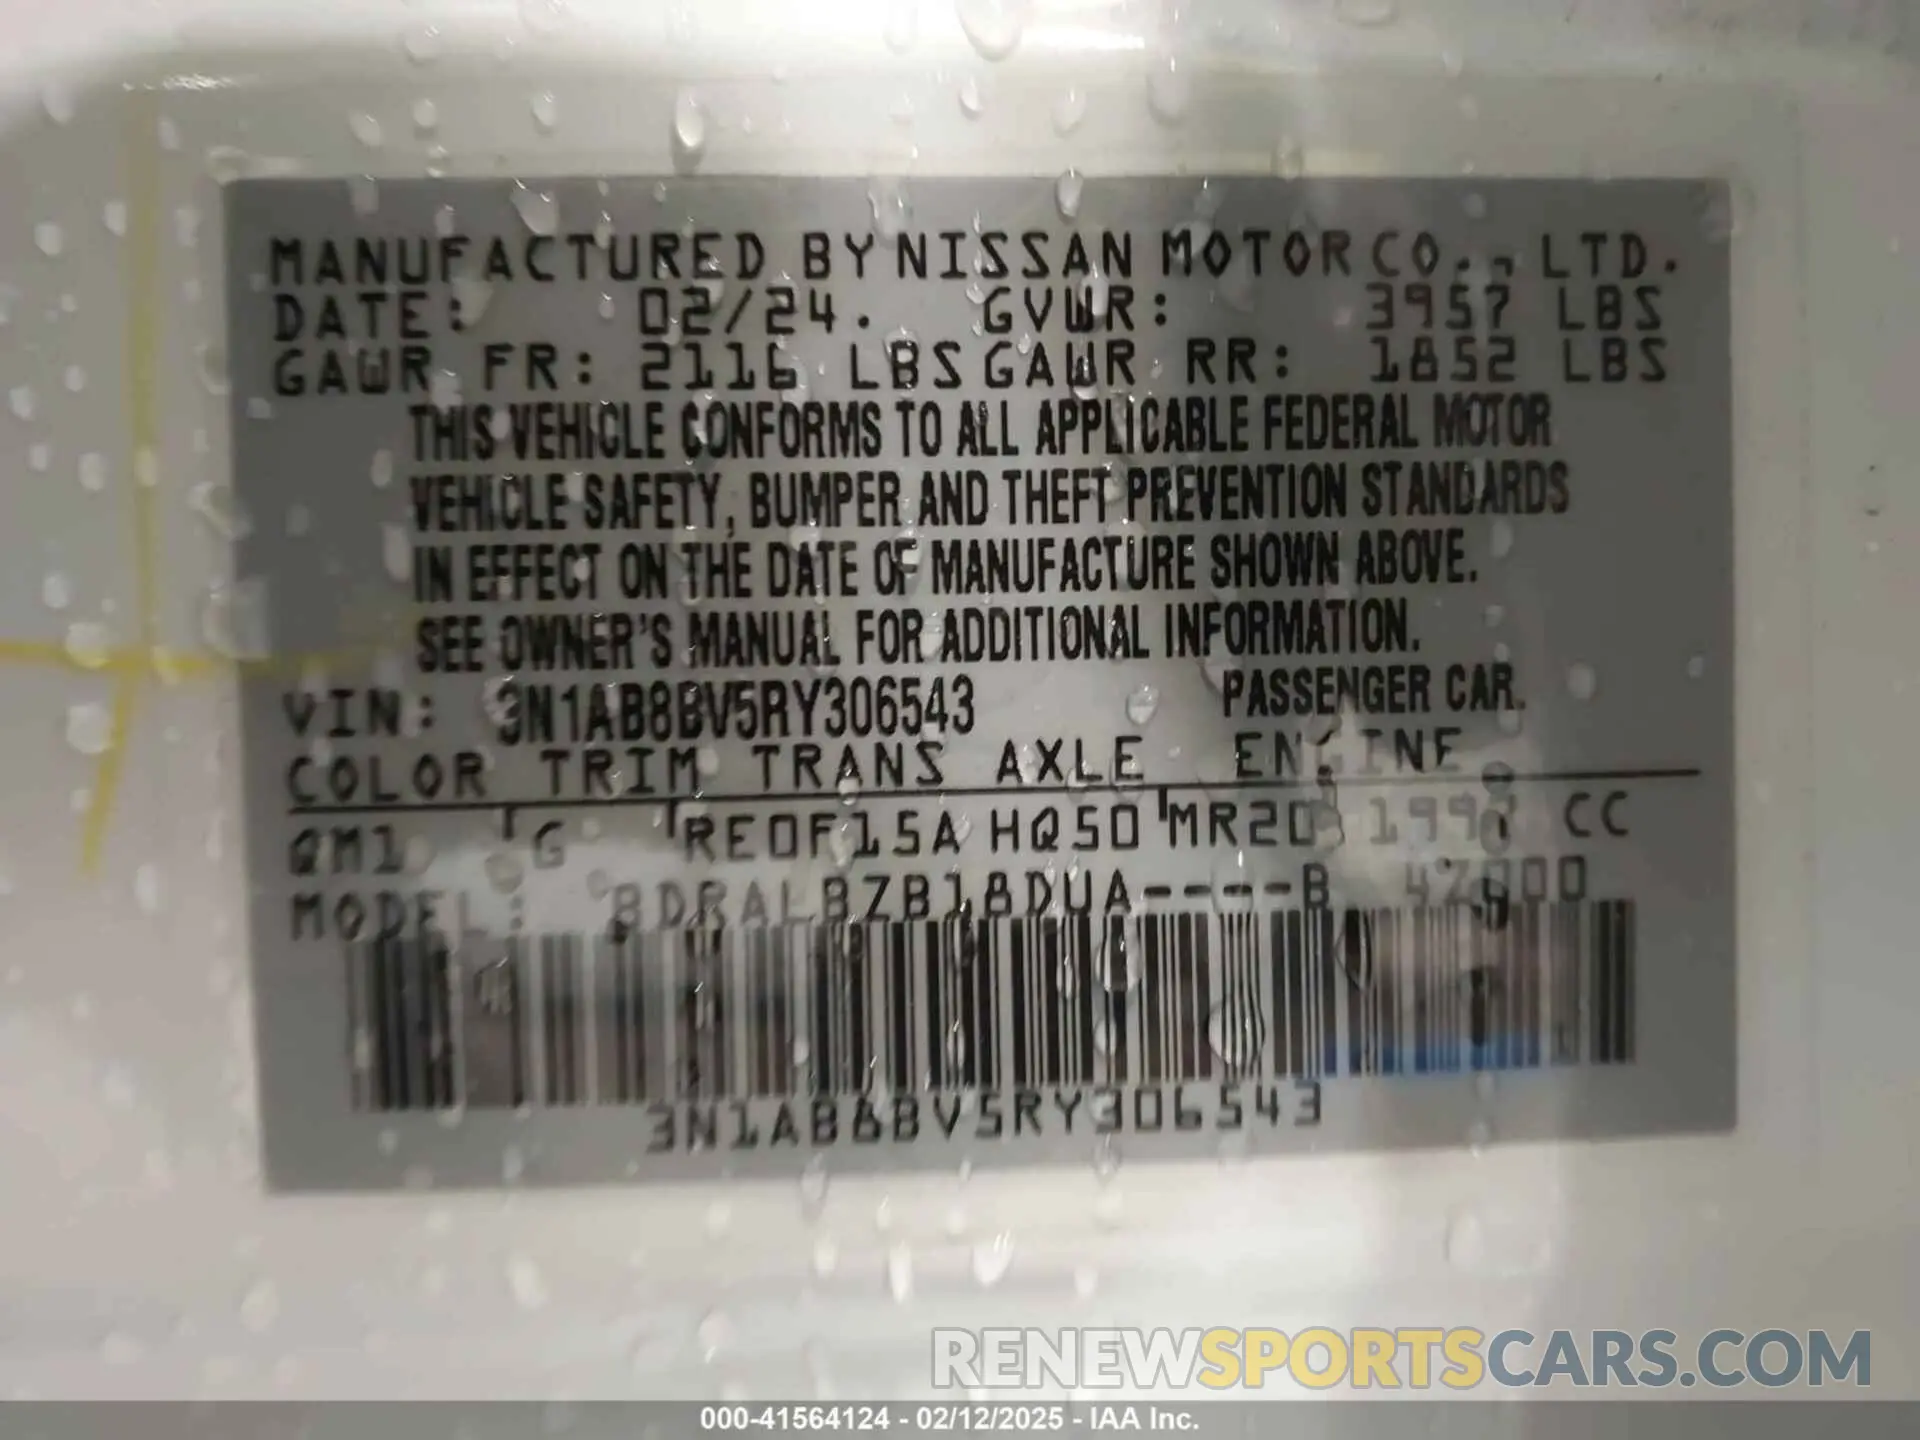 MANUFACTURED BY NISSAN MOTOR CO., LTD.
DATE: 02/24. GVWR: 3957 LBS
GAWR FR: 2116 LBS GAWR RR: 1852 LBS
THIS VEHICLE CONFORMS TO ALL APPLICABLE FEDERAL MOTOR
VEHICLE SAFETY, BUMPER AND THEFT PREVENTION STANDARDS
IN EFFECT ON THE DATE OF MANUFACTURE SHOWN ABOVE.
SEE OWNER'S MANUAL FOR ADDITIONAL INFORMATION.
VIN: 3N1AB8BV5RY306543 PASSENGER CAR.
COLOR TRIM TRANS AXLE ENGINE
QM1 G RE0F15A HQ50 MR20 1997 CC
MODEL: BDRALBZB18DUA----B
3N1AB8BV5RY306543
RENEWSPORTSCARS.COM
000-41564124 - 02/12/2025 - IAA Inc.